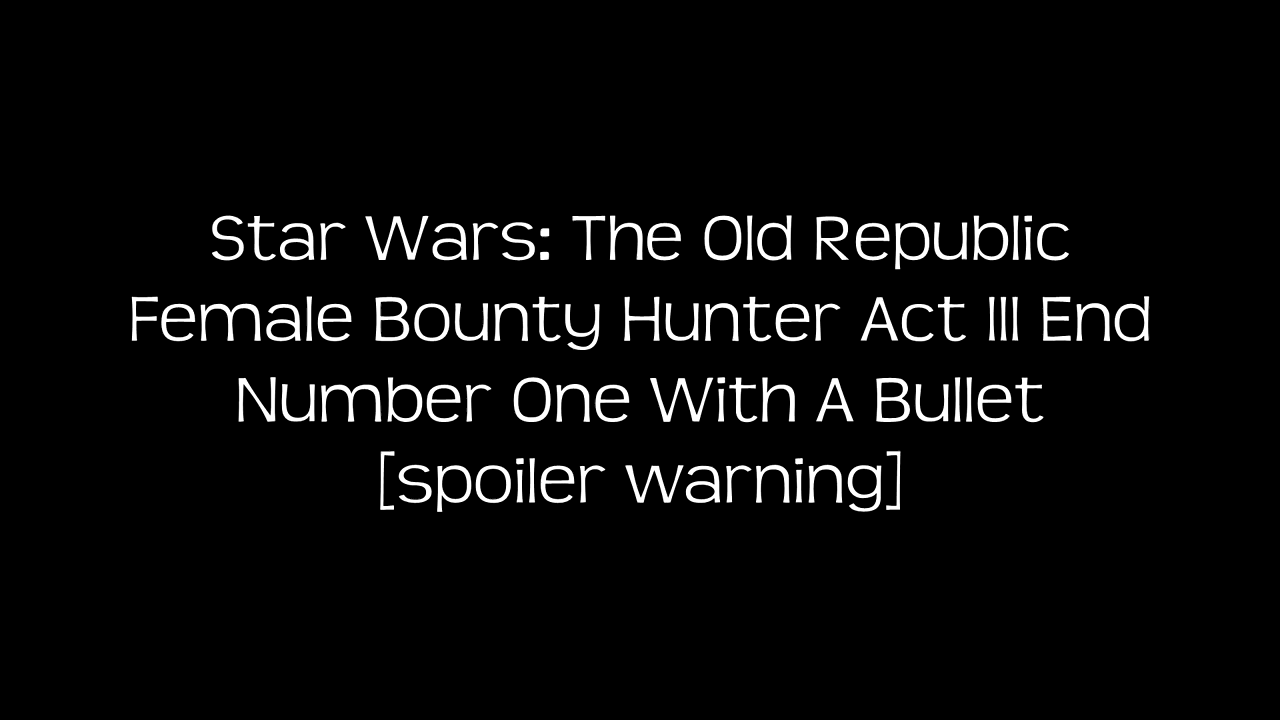 Star Wars: The Old Republic
Female Bounty Hunter Act III End
Number One With A Bullet
[spoiler warning]